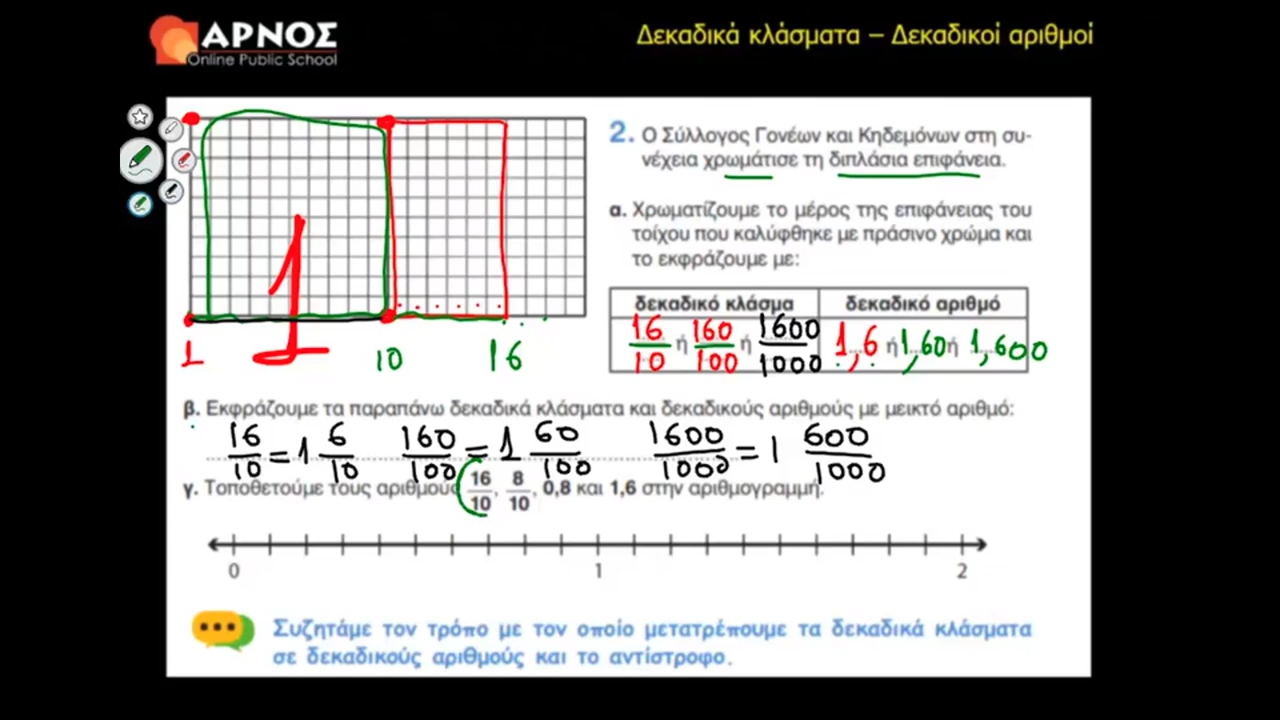 ΑΡΝΟΣ
Online Public School
Δεκαδικά κλάσματα – Δεκαδικοί αριθμοί
2. Ο Σύλλογος Γονέων και Κηδεμόνων στη συ-
νέχεια χρωμάτισε τη διπλάσια επιφάνεια.
α. Χρωματίζουμε το μέρος της επιφάνειας του
τοίχου που καλύφθηκε με πράσινο χρώμα και
το εκφράζουμε με:
δεκαδικό κλάσμα δεκαδικό αριθμό
16/10 ή 160/100 ή 1600/1000 1,6 ή 1,60 ή 1,600
1
1 10 16
β. Εκφράζουμε τα παραπάνω δεκαδικά κλάσματα και δεκαδικούς αριθμούς με μεικτό αριθμό:
16/10 = 1 6/10 160/100 = 1 60/100 1600/1000 = 1 600/1000
γ. Τοποθετούμε τους αριθμούς 16/10, 8/10, 0,8 και 1,6 στην αριθμογραμμή.
0 1 2
Συζητάμε τον τρόπο με τον οποίο μετατρέπουμε τα δεκαδικά κλάσματα
σε δεκαδικούς αριθμούς και το αντίστροφο.